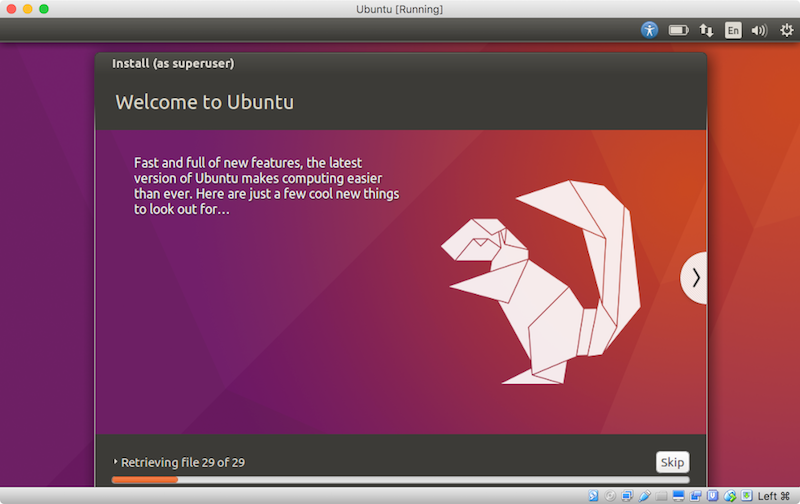 Ubuntu [Running]
En
Install (as superuser)
Welcome to Ubuntu
Fast and full of new features, the latest
version of Ubuntu makes computing easier
than ever. Here are just a few cool new things
to look out for...
Retrieving file 29 of 29
Skip
Left ⌘